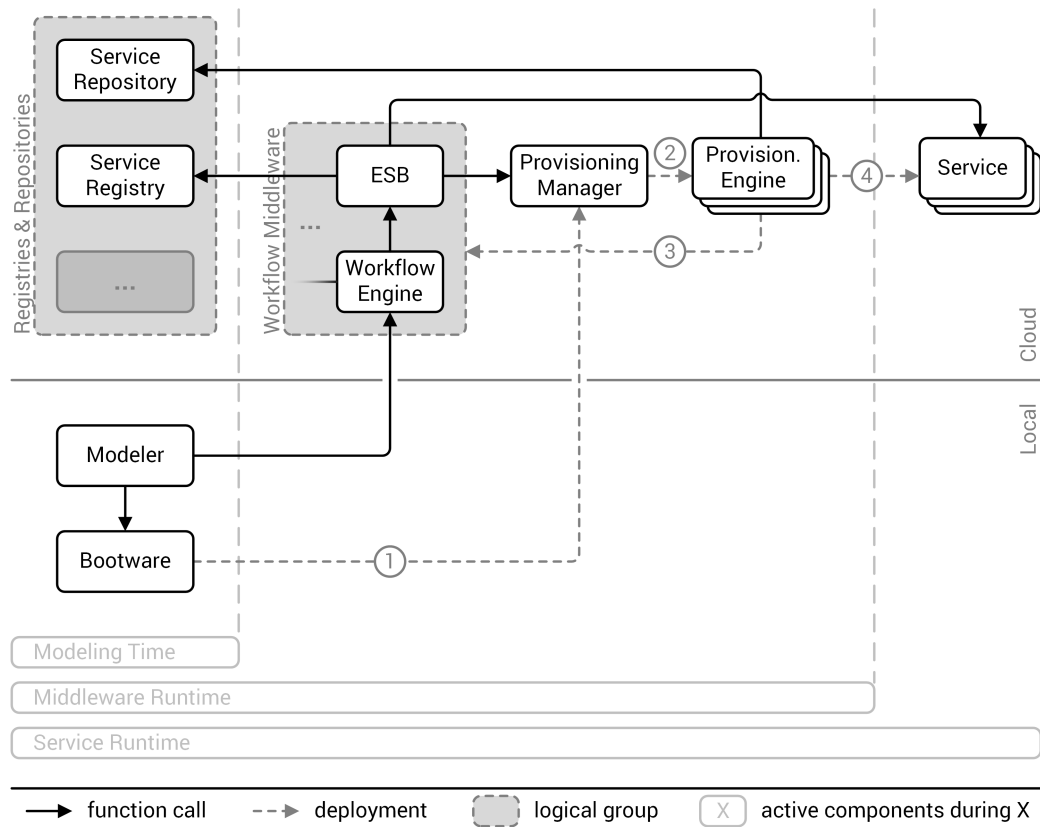 Service
Repository
Registries & Repositories
Service
Registry
...
Workflow Middleware
ESB
...
Workflow
Engine
Provisioning
Manager
2
Provision.
Engine
4
Service
3
Cloud
Local
Modeler
Bootware
1
Modeling Time
Middleware Runtime
Service Runtime
function call
deployment
logical group
X
active components during X